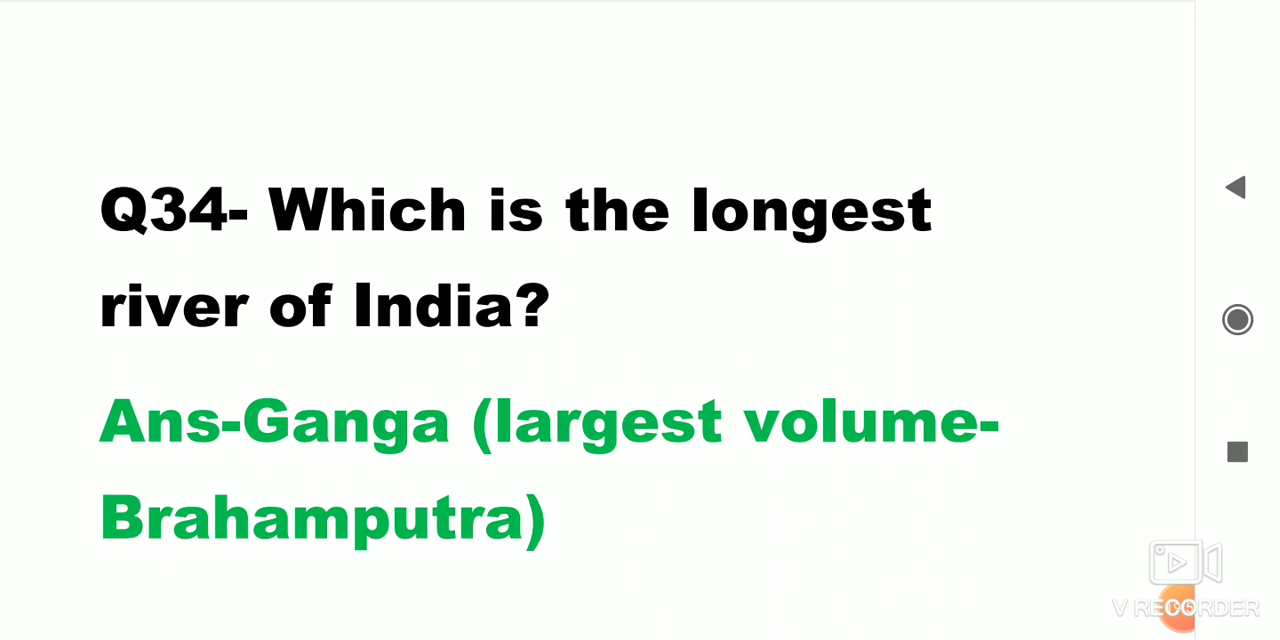 Q34- Which is the longest
river of India?
Ans-Ganga (largest volume-
Brahamputra)
V RECORDER